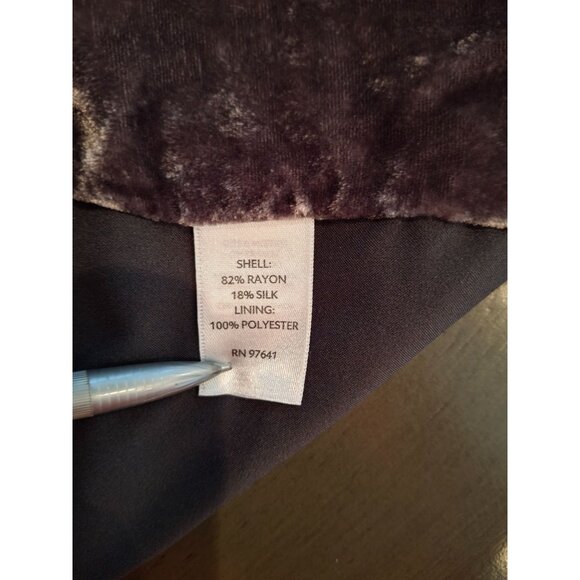 SHELL:
82% RAYON
18% SILK
LINING:
100% POLYESTER
RN 97641